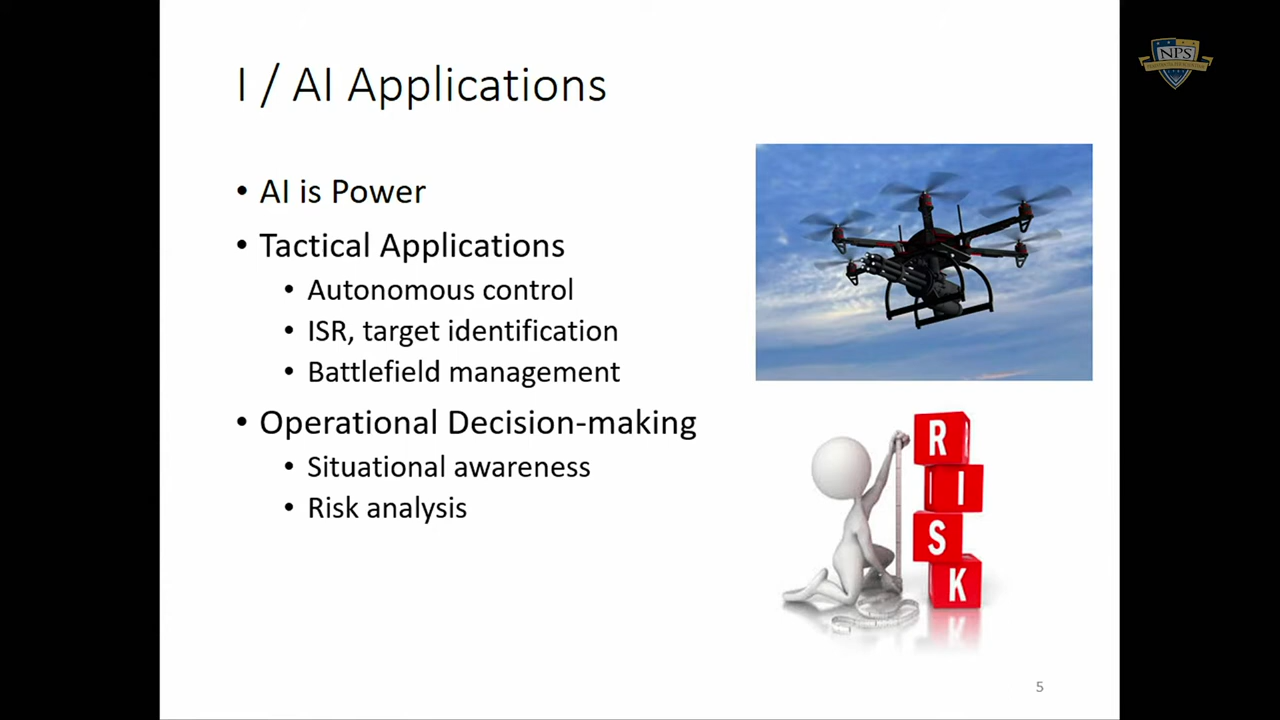 I / AI Applications
NPS
• AI is Power
• Tactical Applications
• Autonomous control
• ISR, target identification
• Battlefield management
• Operational Decision-making
• Situational awareness
• Risk analysis
R
I
S
K
5